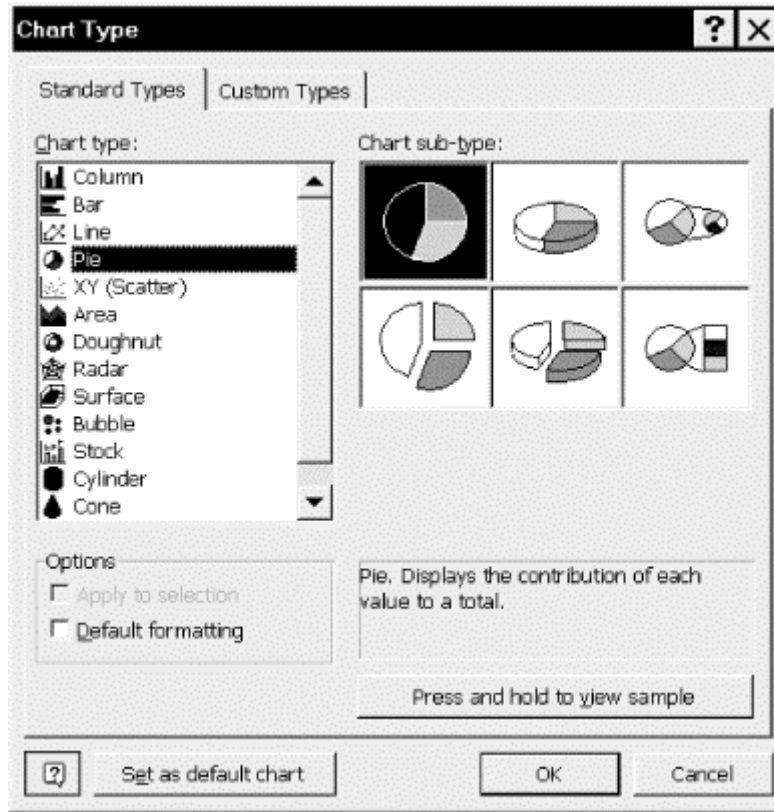 Chart Type
? X
Standard Types Custom Types
Chart type:
Chart sub-type:
Column
Bar
Line
Pie
XY (Scatter)
Area
Doughnut
Radar
Surface
Bubble
Stock
Cylinder
Cone
Options
Apply to selection
Default formatting
Pie. Displays the contribution of each
value to a total.
Press and hold to view sample
? Set as default chart OK Cancel